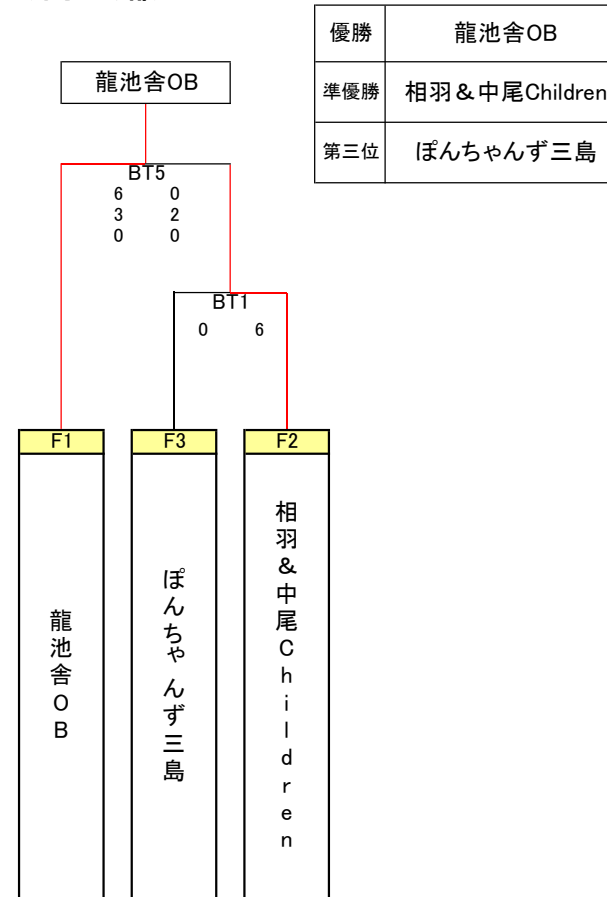 優勝 龍池舎OB
準優勝 相羽&中尾Children
第三位 ぽんちゃんず三島
龍池舎OB
BT5
6 0
3 2
0 0
BT1
0 6
F1 F3 F2
龍池舎OB
ぽんちゃんず三島
相羽&中尾Children